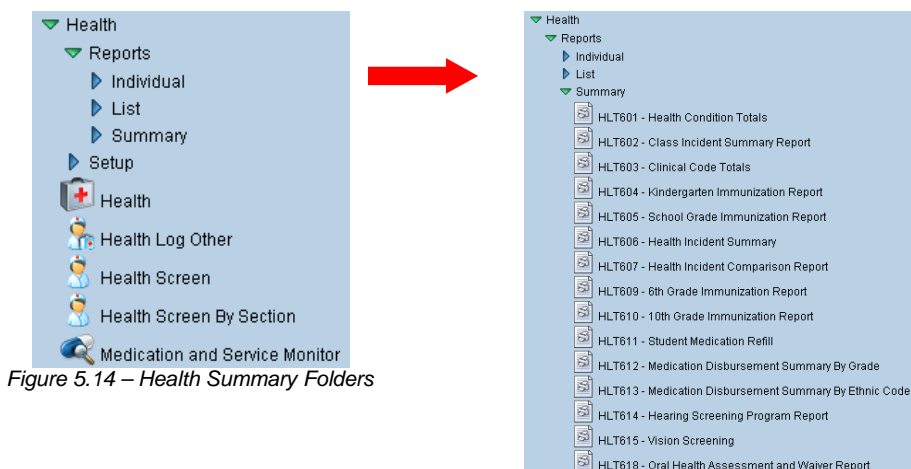 Health
Reports
Individual
List
Summary
Setup
Health
Health Log Other
Health Screen
Health Screen By Section
Medication and Service Monitor
Figure 5.14 – Health Summary Folders
Health
Reports
Individual
List
Summary
HLT601 - Health Condition Totals
HLT602 - Class Incident Summary Report
HLT603 - Clinical Code Totals
HLT604 - Kindergarten Immunization Report
HLT605 - School Grade Immunization Report
HLT606 - Health Incident Summary
HLT607 - Health Incident Comparison Report
HLT609 - 6th Grade Immunization Report
HLT610 - 10th Grade Immunization Report
HLT611 - Student Medication Refill
HLT612 - Medication Disbursement Summary By Grade
HLT613 - Medication Disbursement Summary By Ethnic Code
HLT614 - Hearing Screening Program Report
HLT615 - Vision Screening
HLT618 - Oral Health Assessment and Waiver Report